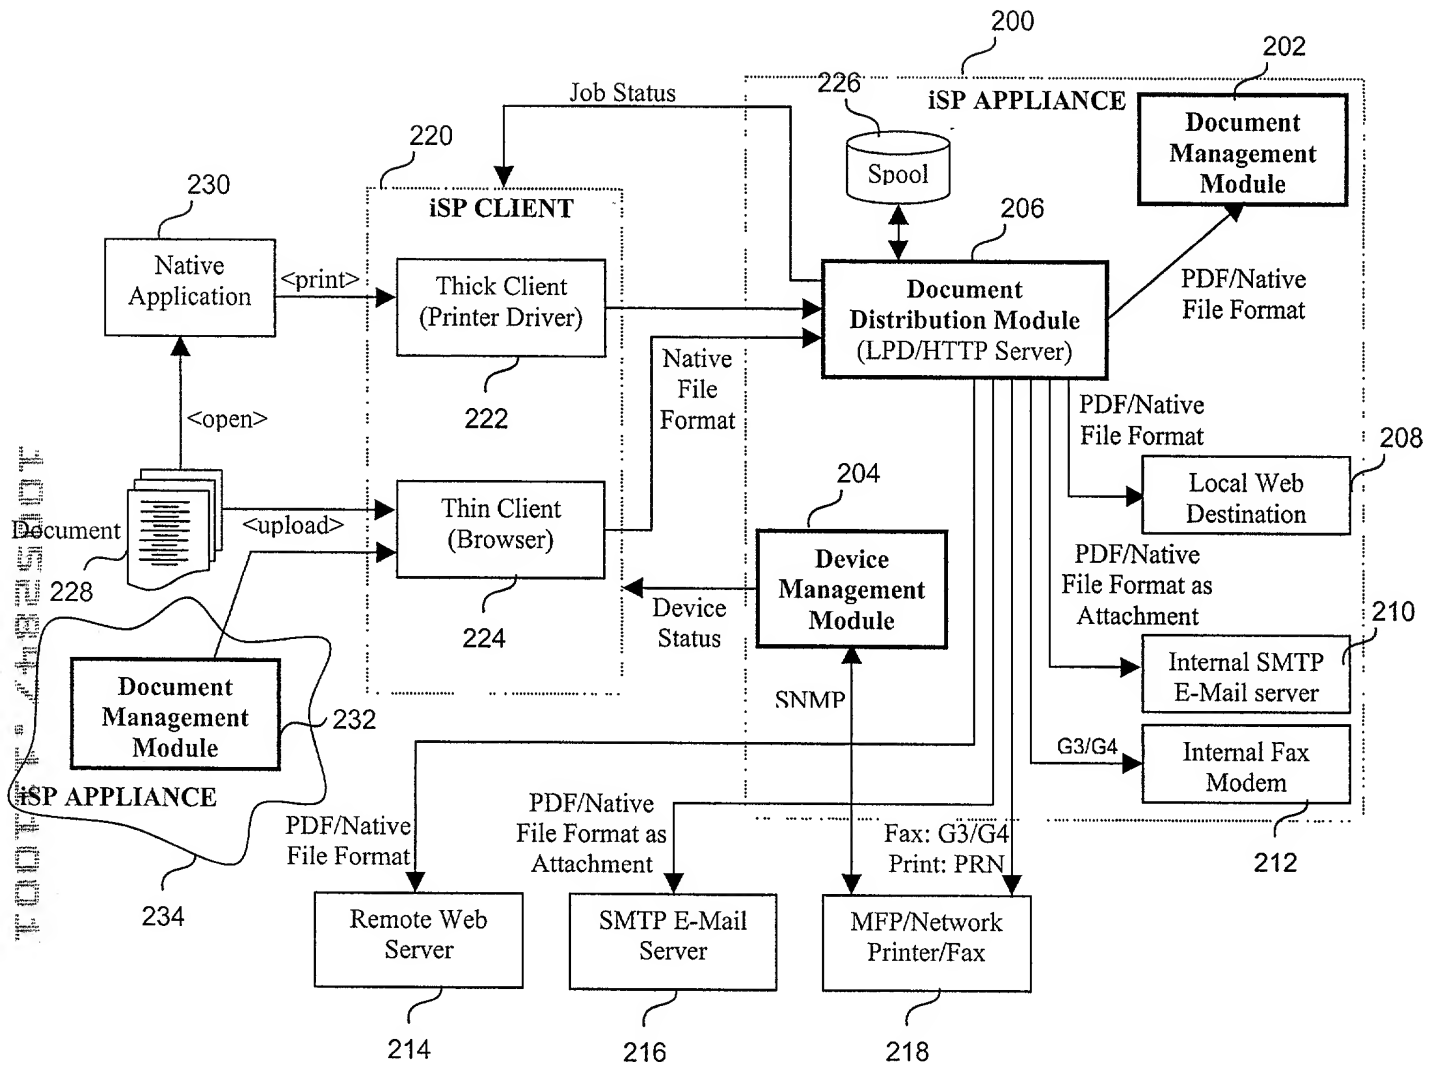 200
202
226
iSP APPLIANCE
Document
Management
Module
Job Status
220
230
Spool
206
iSP CLIENT
Native
Application
<print>
Thick Client
(Printer Driver)
Document
Distribution Module
(LPD/HTTP Server)
PDF/Native
File Format
222
Native
File
Format
<open>
PDF/Native
File Format
208
204
Local Web
Destination
Document
<upload>
Thin Client
(Browser)
228
224
Device
Management
Module
Device
Status
PDF/Native
File Format as
Attachment
210
Internal SMTP
E-Mail server
Document
Management
Module
232
SNMP
G3/G4
Internal Fax
Modem
iSP APPLIANCE
PDF/Native
File Format
PDF/Native
File Format as
Attachment
Fax: G3/G4
Print: PRN
212
234
Remote Web
Server
SMTP E-Mail
Server
MFP/Network
Printer/Fax
214
216
218